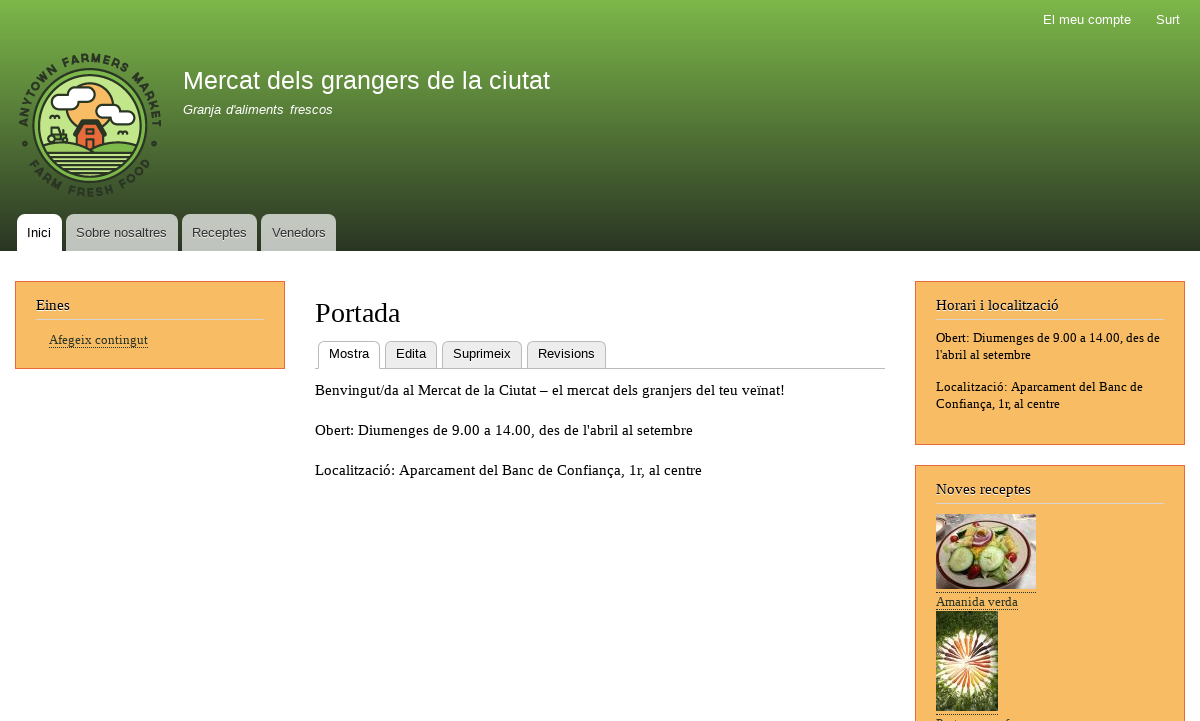 El meu compte
Surt
ANYTOWN FARMERS MARKET
FARM FRESH FOOD
Mercat dels grangers de la ciutat
Granja d'aliments frescos
Inici
Sobre nosaltres
Receptes
Venedors
Eines
Afegeix contingut
Portada
Mostra
Edita
Suprimeix
Revisions
Benvingut/da al Mercat de la Ciutat – el mercat dels granjers del teu veïnat!
Obert: Diumenges de 9.00 a 14.00, des de l'abril al setembre
Localització: Aparcament del Banc de Confiança, 1r, al centre
Horari i localització
Obert: Diumenges de 9.00 a 14.00, des de
l'abril al setembre
Localització: Aparcament del Banc de
Confiança, 1r, al centre
Noves receptes
Amanida verda